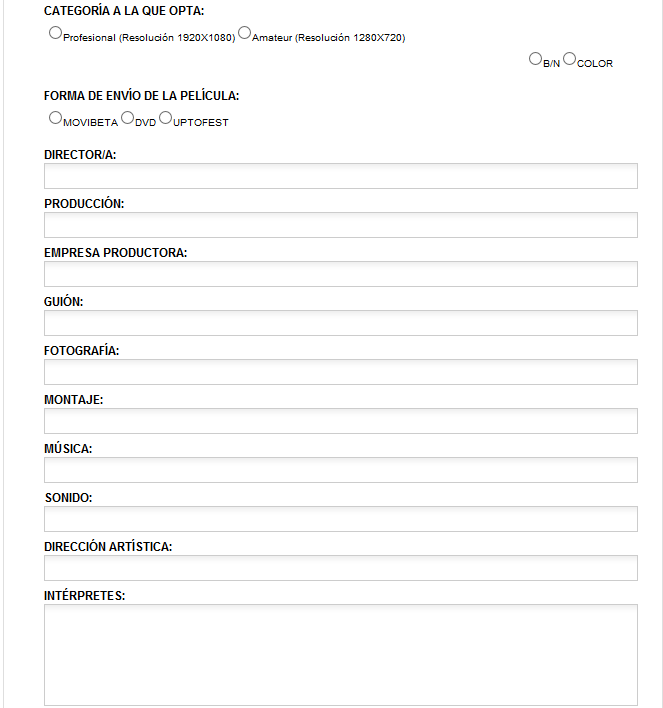 CATEGORÍA A LA QUE OPTA:
Profesional (Resolución 1920X1080) Amateur (Resolución 1280X720)
B/N COLOR
FORMA DE ENVÍO DE LA PELÍCULA:
MOVIBETA DVD UPTOFEST
DIRECTOR/A:
PRODUCCIÓN:
EMPRESA PRODUCTORA:
GUIÓN:
FOTOGRAFÍA:
MONTAJE:
MÚSICA:
SONIDO:
DIRECCIÓN ARTÍSTICA:
INTÉRPRETES: